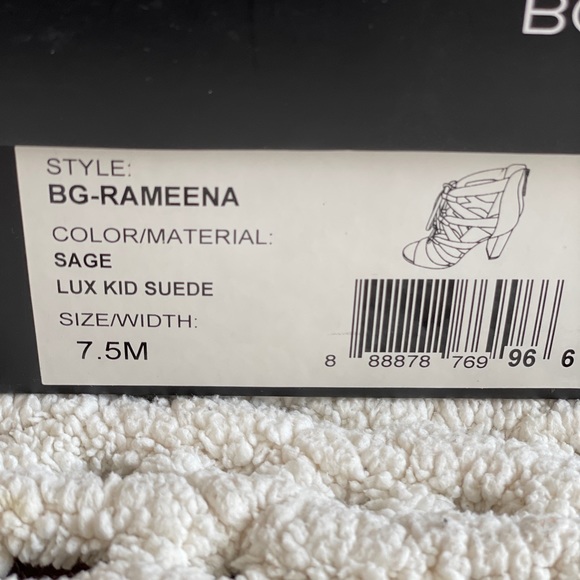 STYLE:
BG-RAMEENA
COLOR/MATERIAL:
SAGE
LUX KID SUEDE
SIZE/WIDTH:
7.5M
8 88878 769 96 6